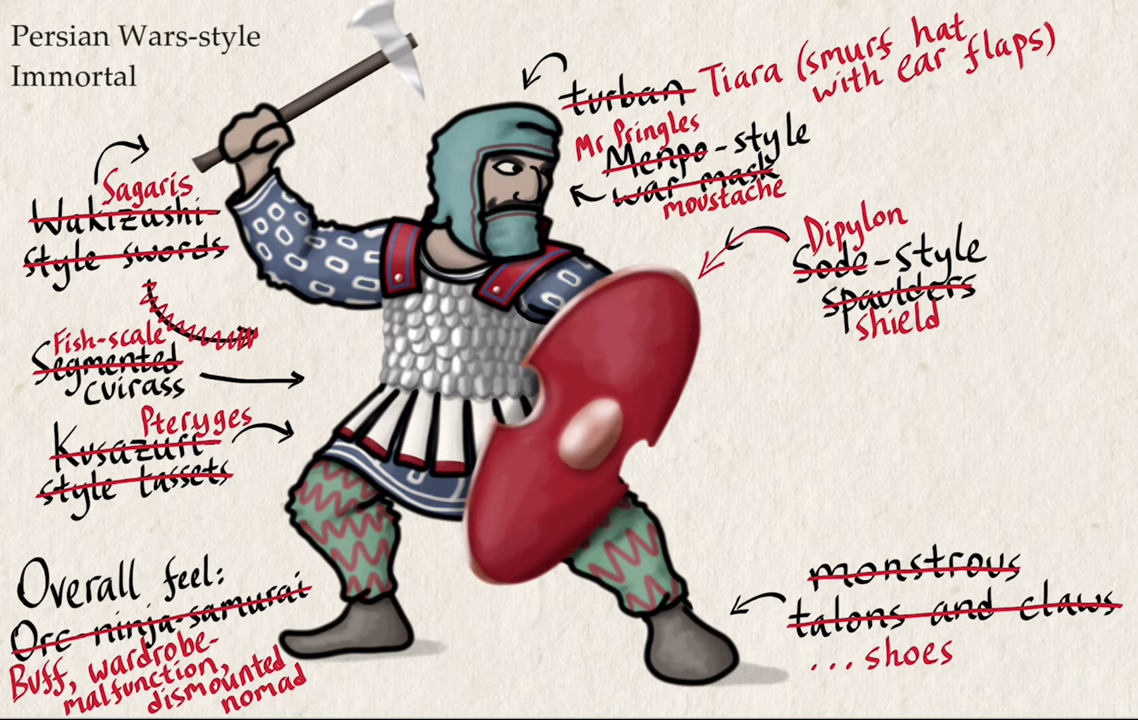 Persian Wars-style
Immortal
turban Tiara (smurf hat
with ear flaps)
Mr Pringles
Menpo-style
war mask
moustache
Sagaris
Wakizashi
style swords
Dipylon
Sode-style
spaulders
shield
Fish-scale
Segmented
cuirass
Pteryges
Kusazuri-
style tassets
Overall feel:
Orc-ninja-samurai
Buff, wardrobe-
malfunction,
dismounted
nomad
monstrous
talons and claws
...shoes